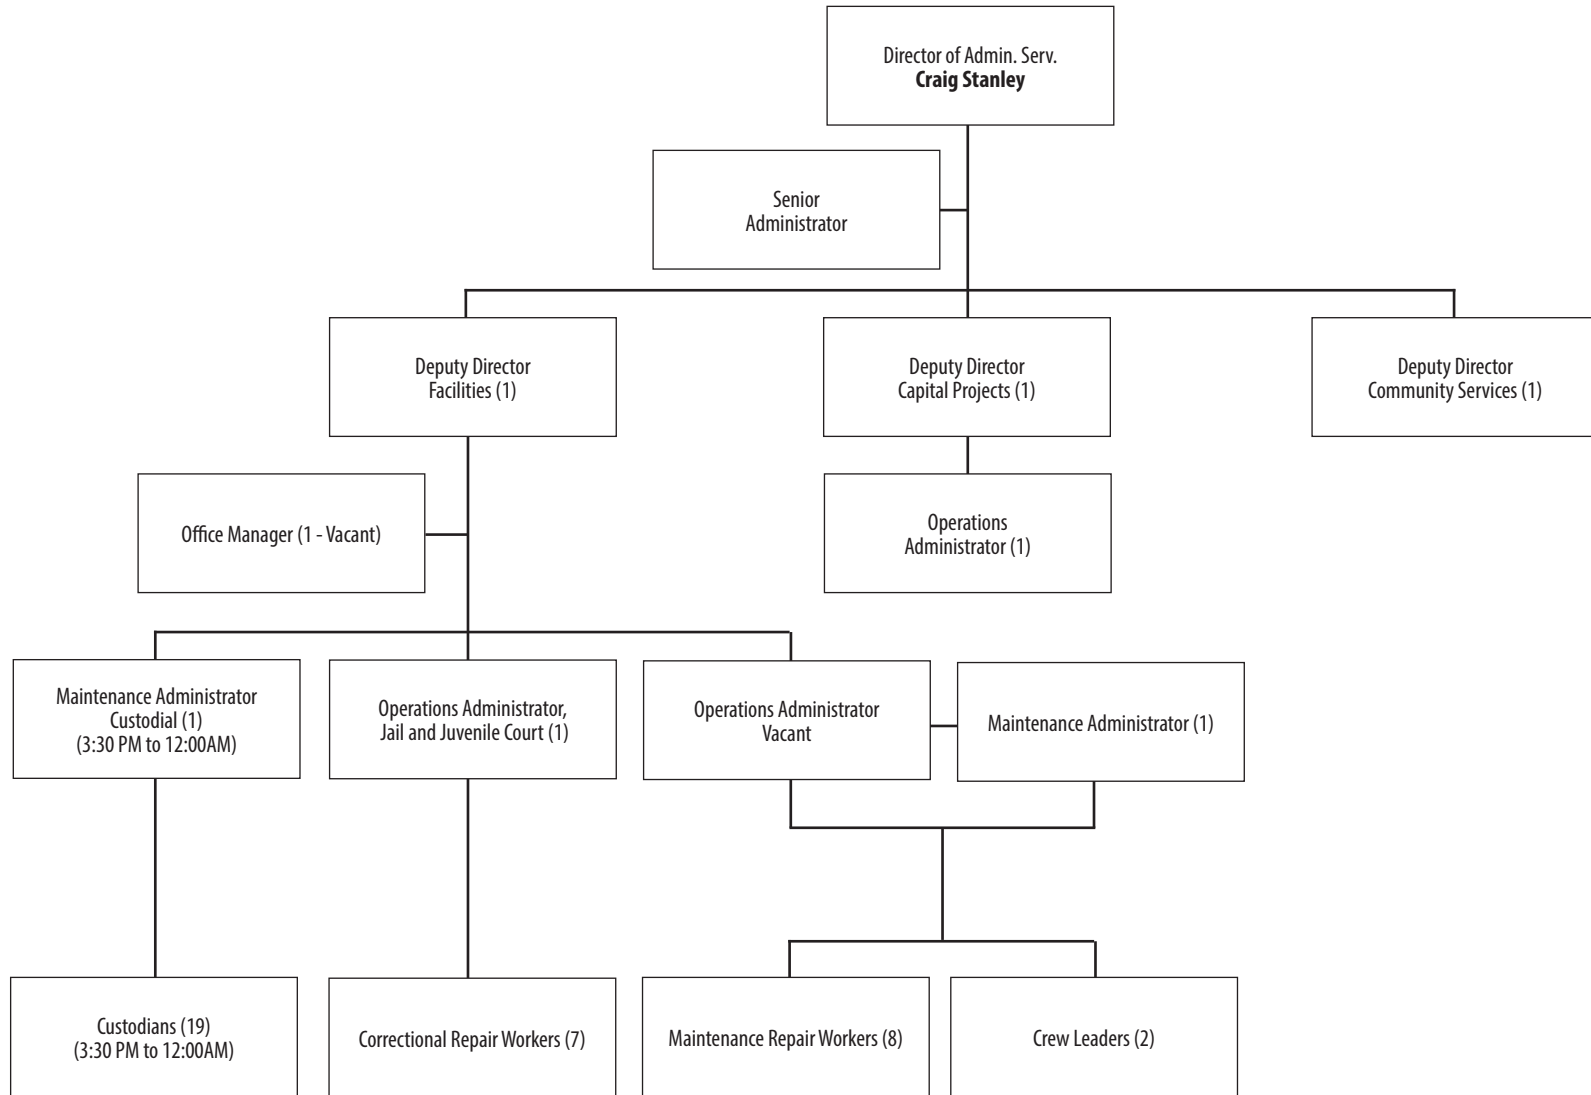 Director of Admin. Serv.
Craig Stanley
Senior
Administrator
Deputy Director
Facilities (1)
Deputy Director
Capital Projects (1)
Deputy Director
Community Services (1)
Office Manager (1 - Vacant)
Operations
Administrator (1)
Maintenance Administrator
Custodial (1)
(3:30 PM to 12:00AM)
Operations Administrator,
Jail and Juvenile Court (1)
Operations Administrator
Vacant
Maintenance Administrator (1)
Custodians (19)
(3:30 PM to 12:00AM)
Correctional Repair Workers (7)
Maintenance Repair Workers (8)
Crew Leaders (2)